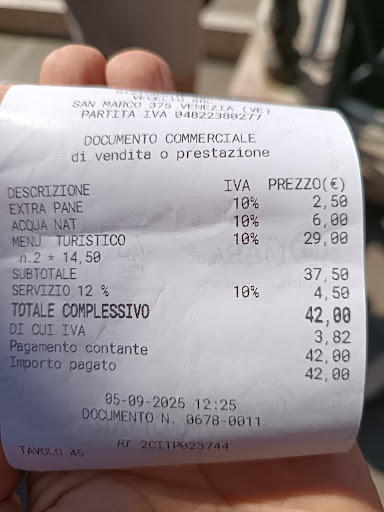 SAN MARCO 375 VENEZIA (VE)
PARTITA IVA 04822380277
DOCUMENTO COMMERCIALE
di vendita o prestazione
DESCRIZIONE IVA PREZZO(€)
EXTRA PANE 10% 2,50
ACQUA NAT 10% 6,00
MENU TURISTICO 10% 29,00
n.2 * 14,50
SUBTOTALE 37,50
SERVIZIO 12 % 10% 4,50
TOTALE COMPLESSIVO 42,00
DI CUI IVA 3,82
Pagamento contante 42,00
Importo pagato 42,00
05-09-2025 12:25
DOCUMENTO N. 0678-0011
RT 2CITP023744
TAVOLO 45